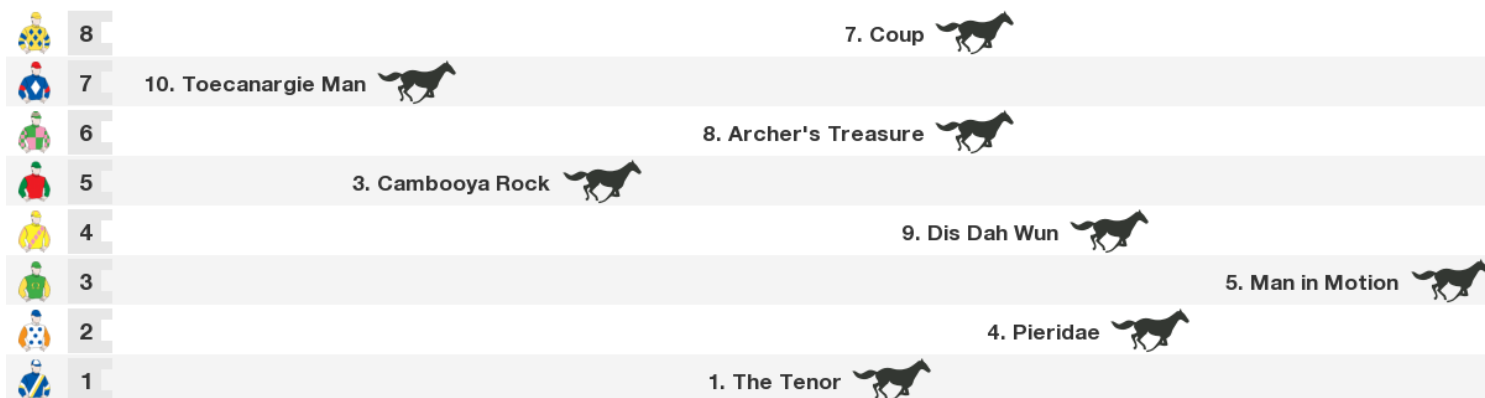 8 7. Coup
7 10. Toecanargie Man
6 8. Archer's Treasure
5 3. Cambooya Rock
4 9. Dis Dah Wun
3 5. Man in Motion
2 4. Pieridae
1 1. The Tenor